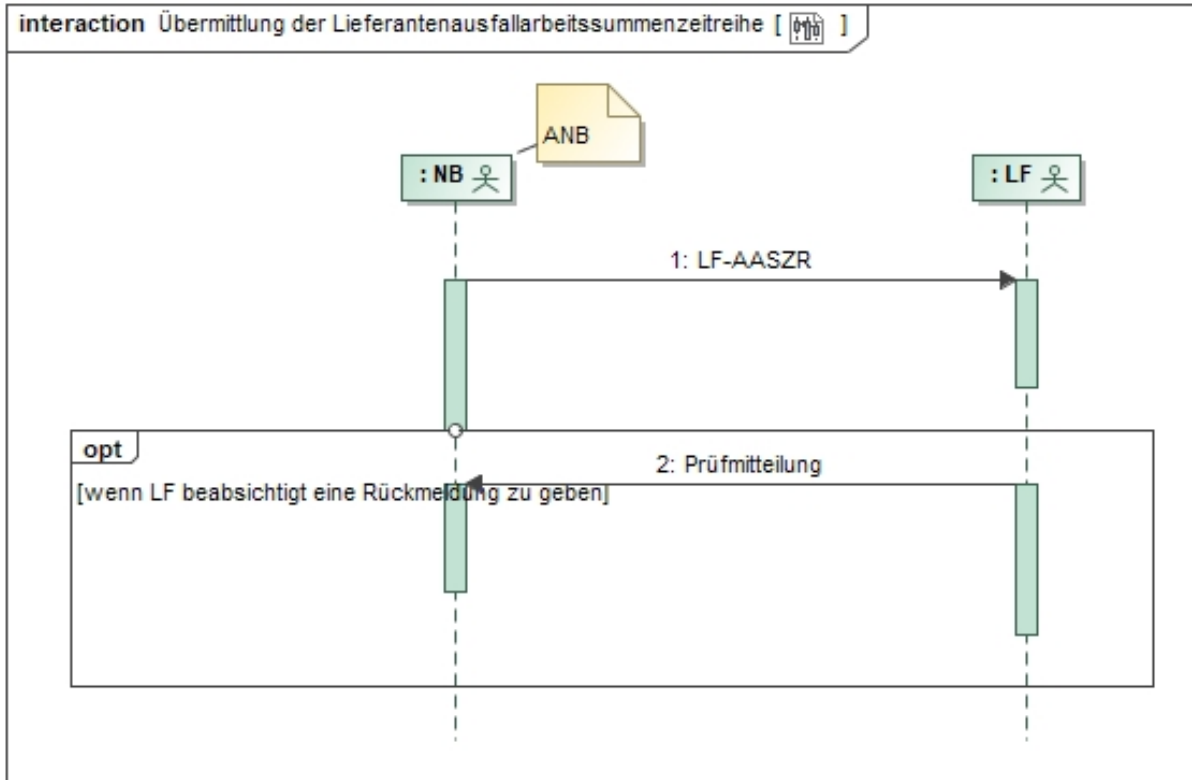 interaction Übermittlung der Lieferantenausfallarbeitssummenzeitreihe [ ]
ANB
: NB
: LF
1: LF-AASZR
opt
2: Prüfmitteilung
[wenn LF beabsichtigt eine Rückmeldung zu geben]